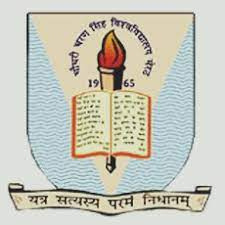 चौधरी चरण सिंह विश्वविद्यालय मेरठ
1965
यत्र सत्यस्य परमं निधानम्